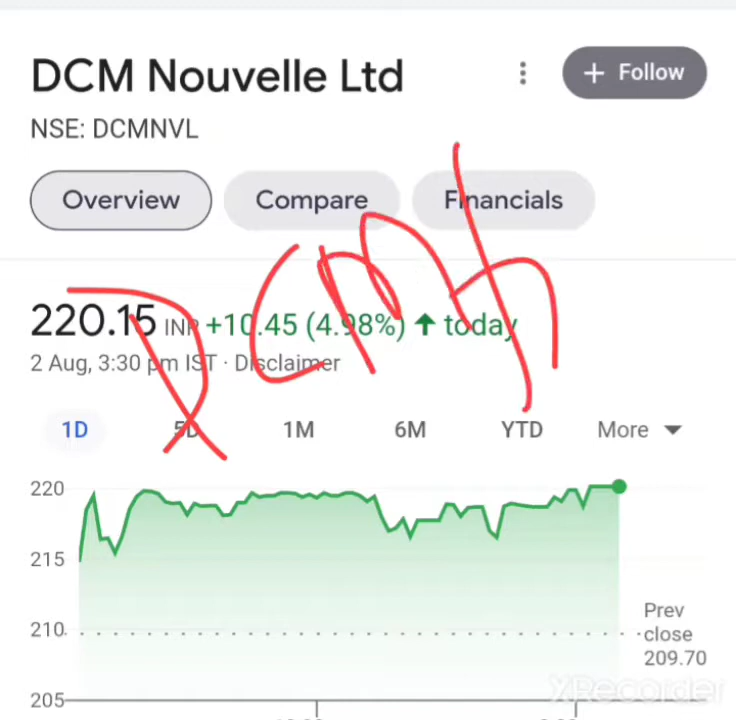 DCM Nouvelle Ltd
+ Follow
NSE: DCMNVL
Overview Compare Financials
220.15 INR +10.45 (4.98%) ↑ today
2 Aug, 3:30 pm IST · Disclaimer
1D 5D 1M 6M YTD More
220
215
210
Prev
close
209.70
205
XRecorder